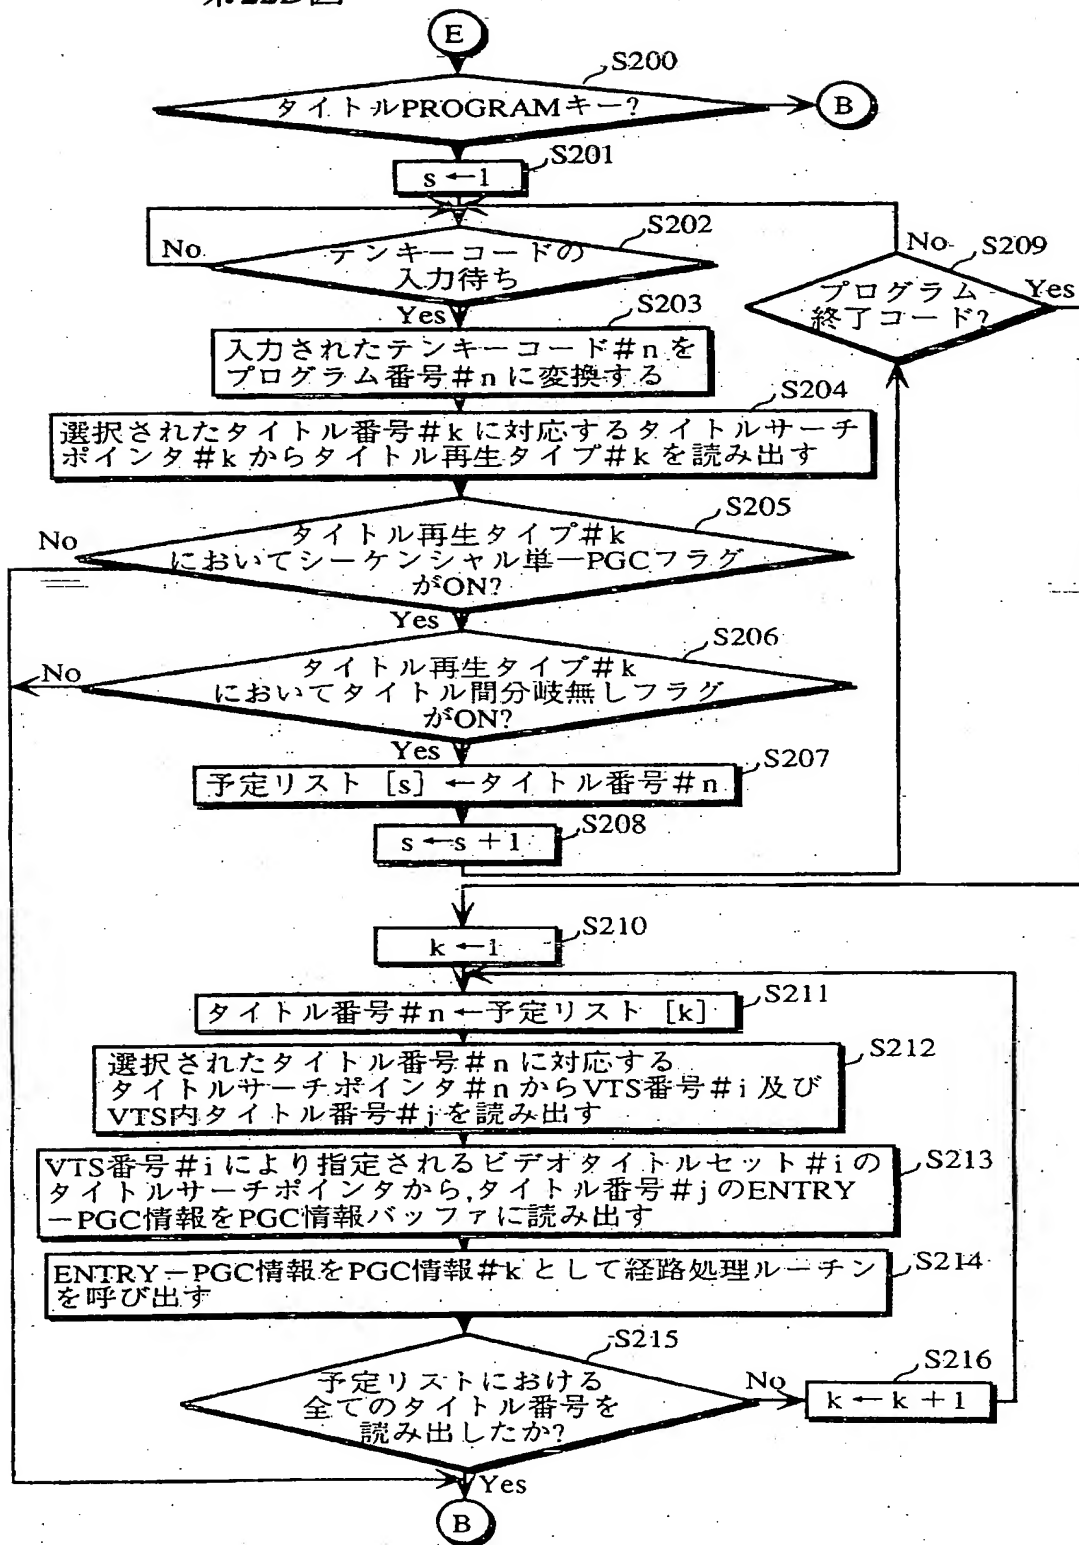 第22B図
E
S200
タイトルPROGRAMキー?
B
S201
s←1
S202
No
テンキーコードの
入力待ち
Yes
No
S209
プログラム
終了コード?
Yes
S203
入力されたテンキーコード#nを
プログラム番号#nに変換する
S204
選択されたタイトル番号#kに対応するタイトルサーチ
ポインタ#kからタイトル再生タイプ#kを読み出す
S205
No
タイトル再生タイプ#k
においてシーケンシャル単一PGCフラグ
がON?
Yes
S206
No
タイトル再生タイプ#k
においてタイトル間分岐無しフラグ
がON?
Yes
S207
予定リスト [s]←タイトル番号#n
S208
s←s+1
S210
k←1
S211
タイトル番号#n←予定リスト [k]
S212
選択されたタイトル番号#nに対応する
タイトルサーチポインタ#nからVTS番号#i及び
VTS内タイトル番号#jを読み出す
S213
VTS番号#iにより指定されるビデオタイトルセット#iの
タイトルサーチポインタから,タイトル番号#jのENTRY
-PGC情報をPGC情報バッファに読み出す
S214
ENTRY-PGC情報をPGC情報#kとして経路処理ルーチン
を呼び出す
S215
予定リストにおける
全てのタイトル番号を
読み出したか?
No
S216
k←k+1
Yes
B